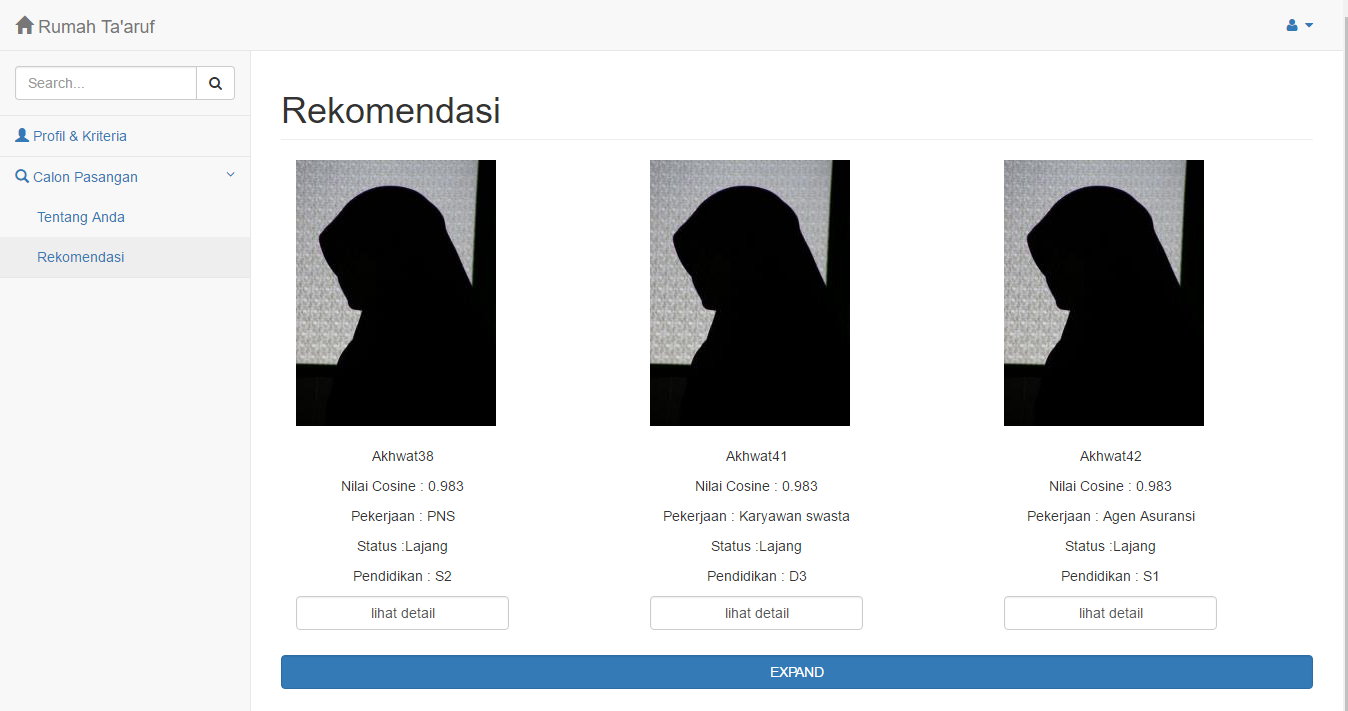 Rumah Ta'aruf
Search...
Profil & Kriteria
Calon Pasangan
Tentang Anda
Rekomendasi
Rekomendasi
Akhwat38
Nilai Cosine : 0.983
Pekerjaan : PNS
Status :Lajang
Pendidikan : S2
lihat detail
Akhwat41
Nilai Cosine : 0.983
Pekerjaan : Karyawan swasta
Status :Lajang
Pendidikan : D3
lihat detail
Akhwat42
Nilai Cosine : 0.983
Pekerjaan : Agen Asuransi
Status :Lajang
Pendidikan : S1
lihat detail
EXPAND